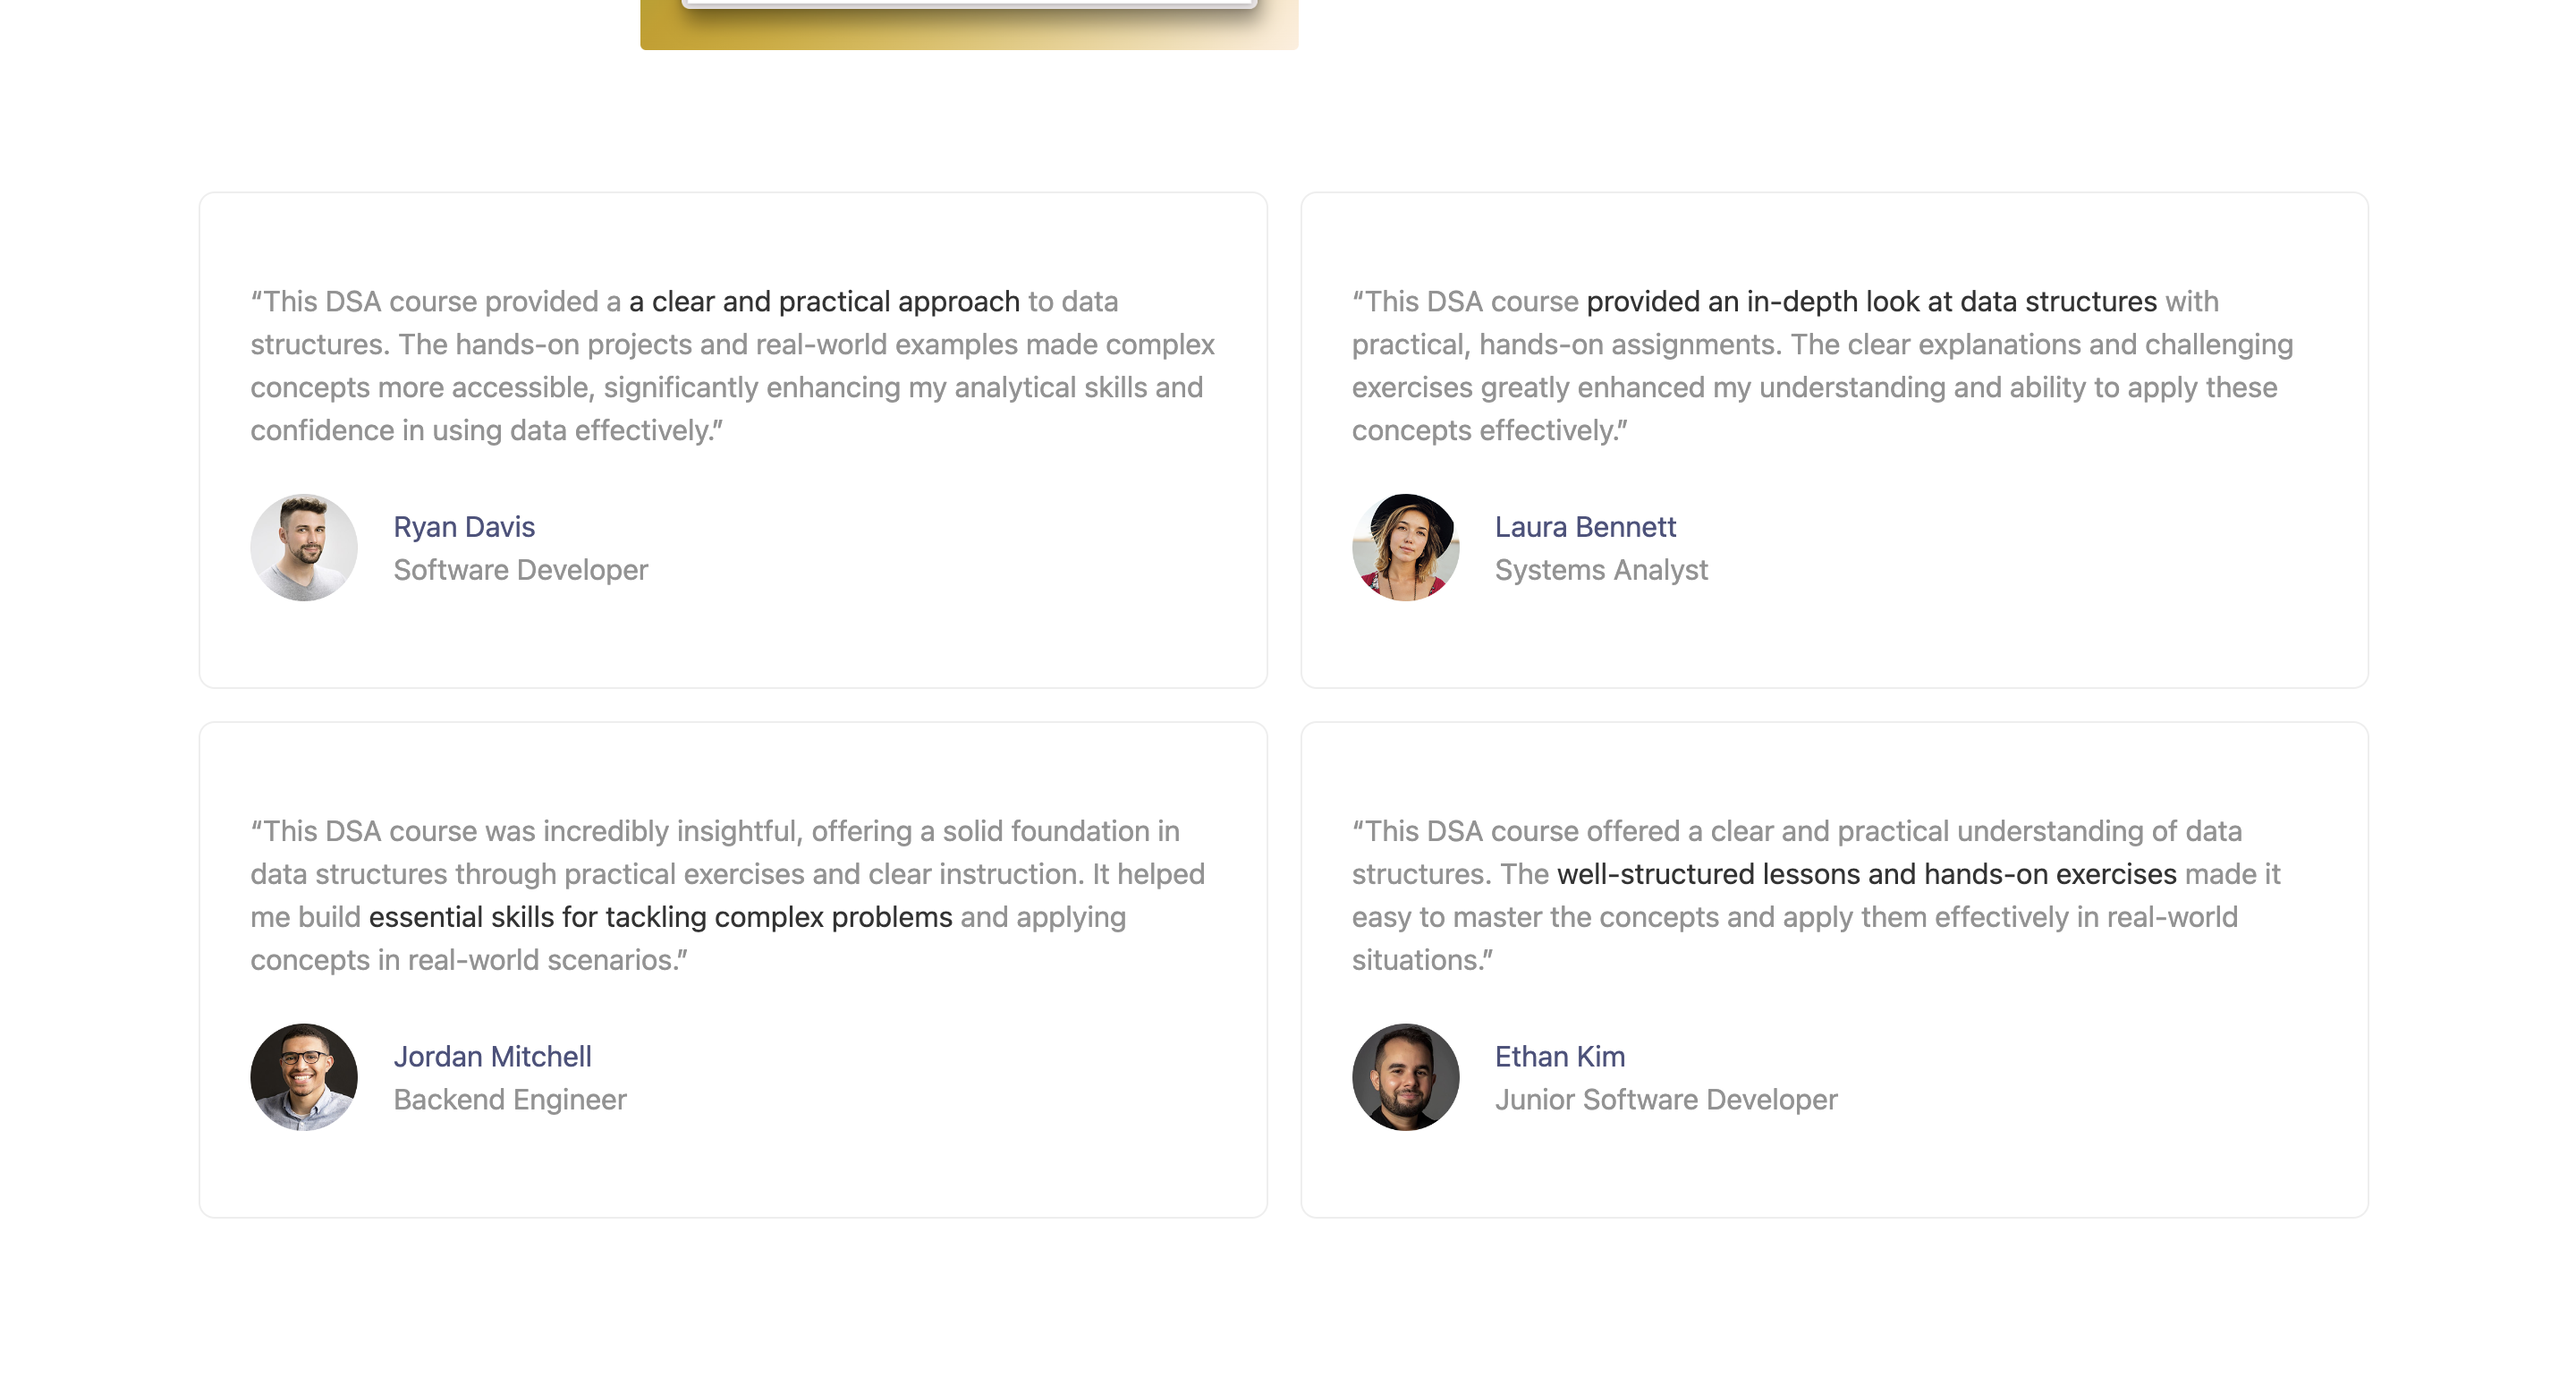 “This DSA course provided a a clear and practical approach to data
structures. The hands-on projects and real-world examples made complex
concepts more accessible, significantly enhancing my analytical skills and
confidence in using data effectively.”
Ryan Davis
Software Developer
“This DSA course provided an in-depth look at data structures with
practical, hands-on assignments. The clear explanations and challenging
exercises greatly enhanced my understanding and ability to apply these
concepts effectively.”
Laura Bennett
Systems Analyst
“This DSA course was incredibly insightful, offering a solid foundation in
data structures through practical exercises and clear instruction. It helped
me build essential skills for tackling complex problems and applying
concepts in real-world scenarios.”
Jordan Mitchell
Backend Engineer
“This DSA course offered a clear and practical understanding of data
structures. The well-structured lessons and hands-on exercises made it
easy to master the concepts and apply them effectively in real-world
situations.”
Ethan Kim
Junior Software Developer